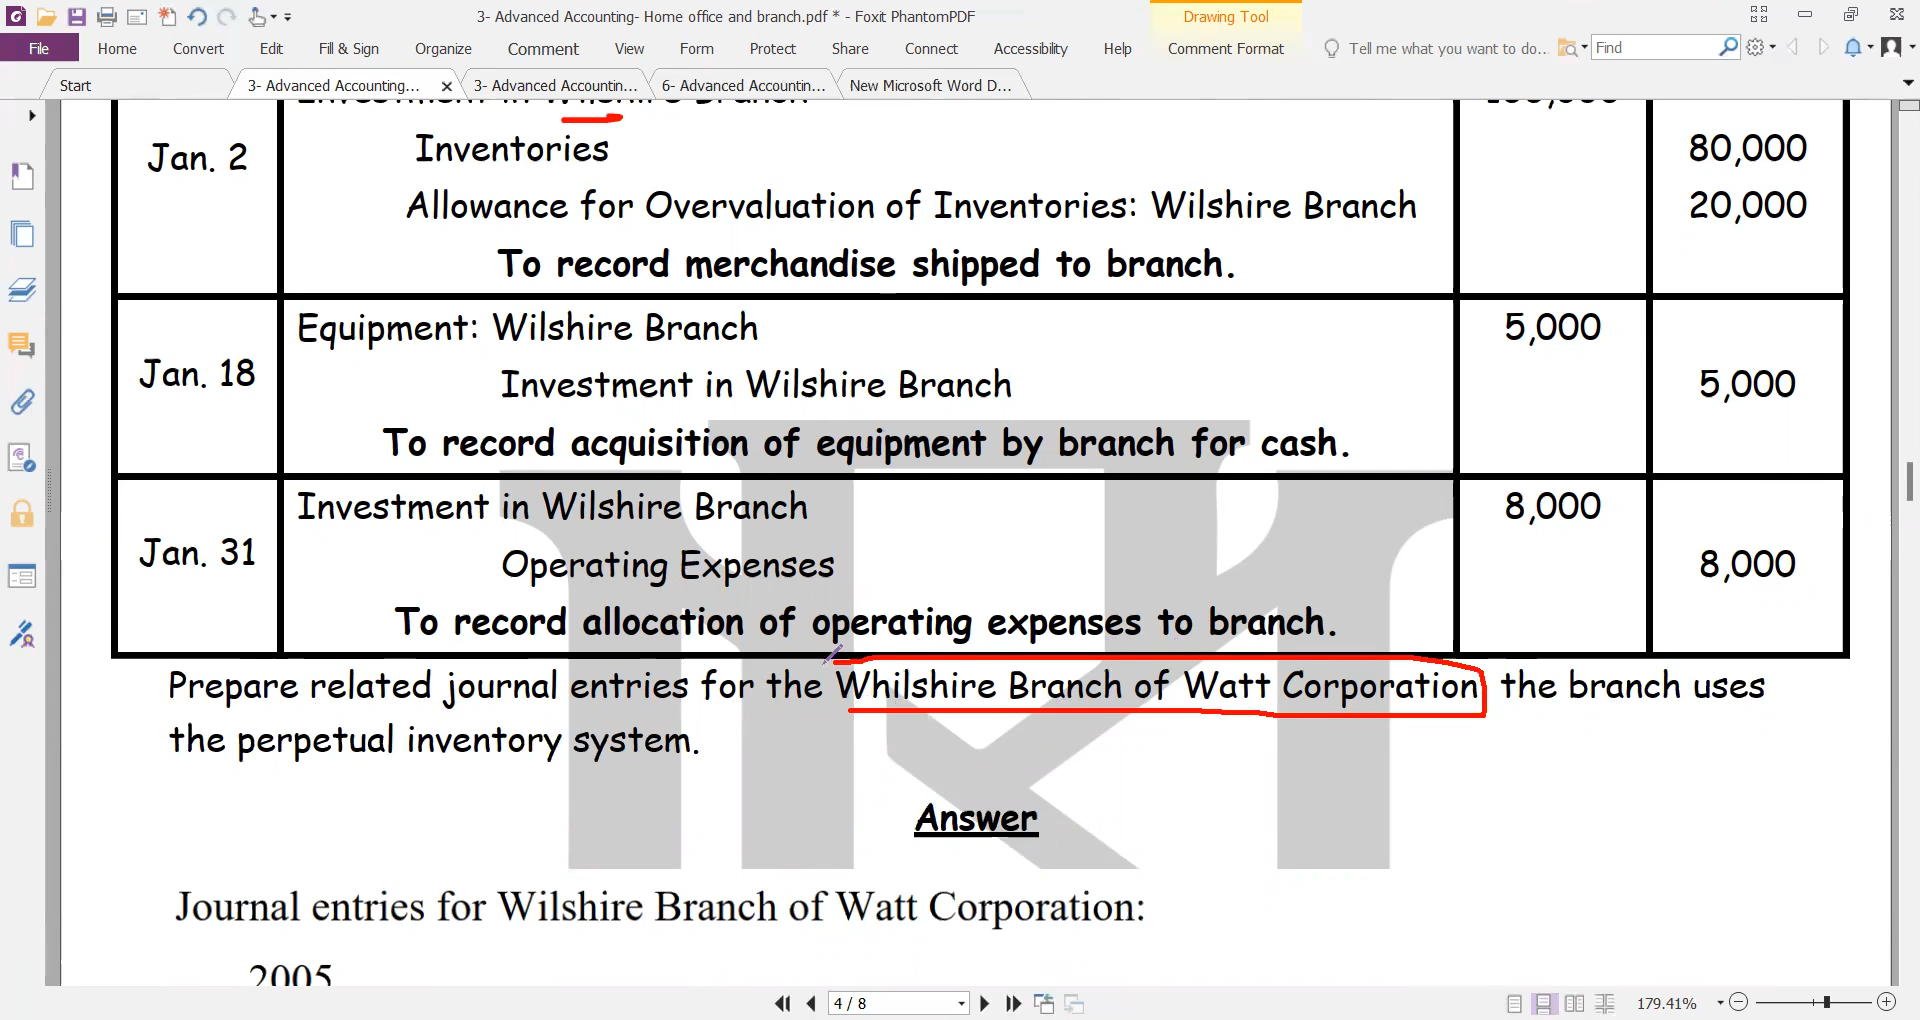 3- Advanced Accounting- Home office and branch.pdf * - Foxit PhantomPDF
Drawing Tool
File Home Convert Edit Fill & Sign Organize Comment View Form Protect Share Connect Accessibility Help Comment Format Tell me what you want to do... Find
Start 3- Advanced Accounting... 3- Advanced Accountin... 6- Advanced Accountin... New Microsoft Word D...
Investment in Wilshire Branch
Jan. 2
Inventories 80,000
Allowance for Overvaluation of Inventories: Wilshire Branch 20,000
To record merchandise shipped to branch.
Equipment: Wilshire Branch 5,000
Jan. 18
Investment in Wilshire Branch 5,000
To record acquisition of equipment by branch for cash.
Investment in Wilshire Branch 8,000
Jan. 31
Operating Expenses 8,000
To record allocation of operating expenses to branch.
Prepare related journal entries for the Whilshire Branch of Watt Corporation the branch uses
the perpetual inventory system.
Answer
Journal entries for Wilshire Branch of Watt Corporation:
2005
4 / 8
179.41%